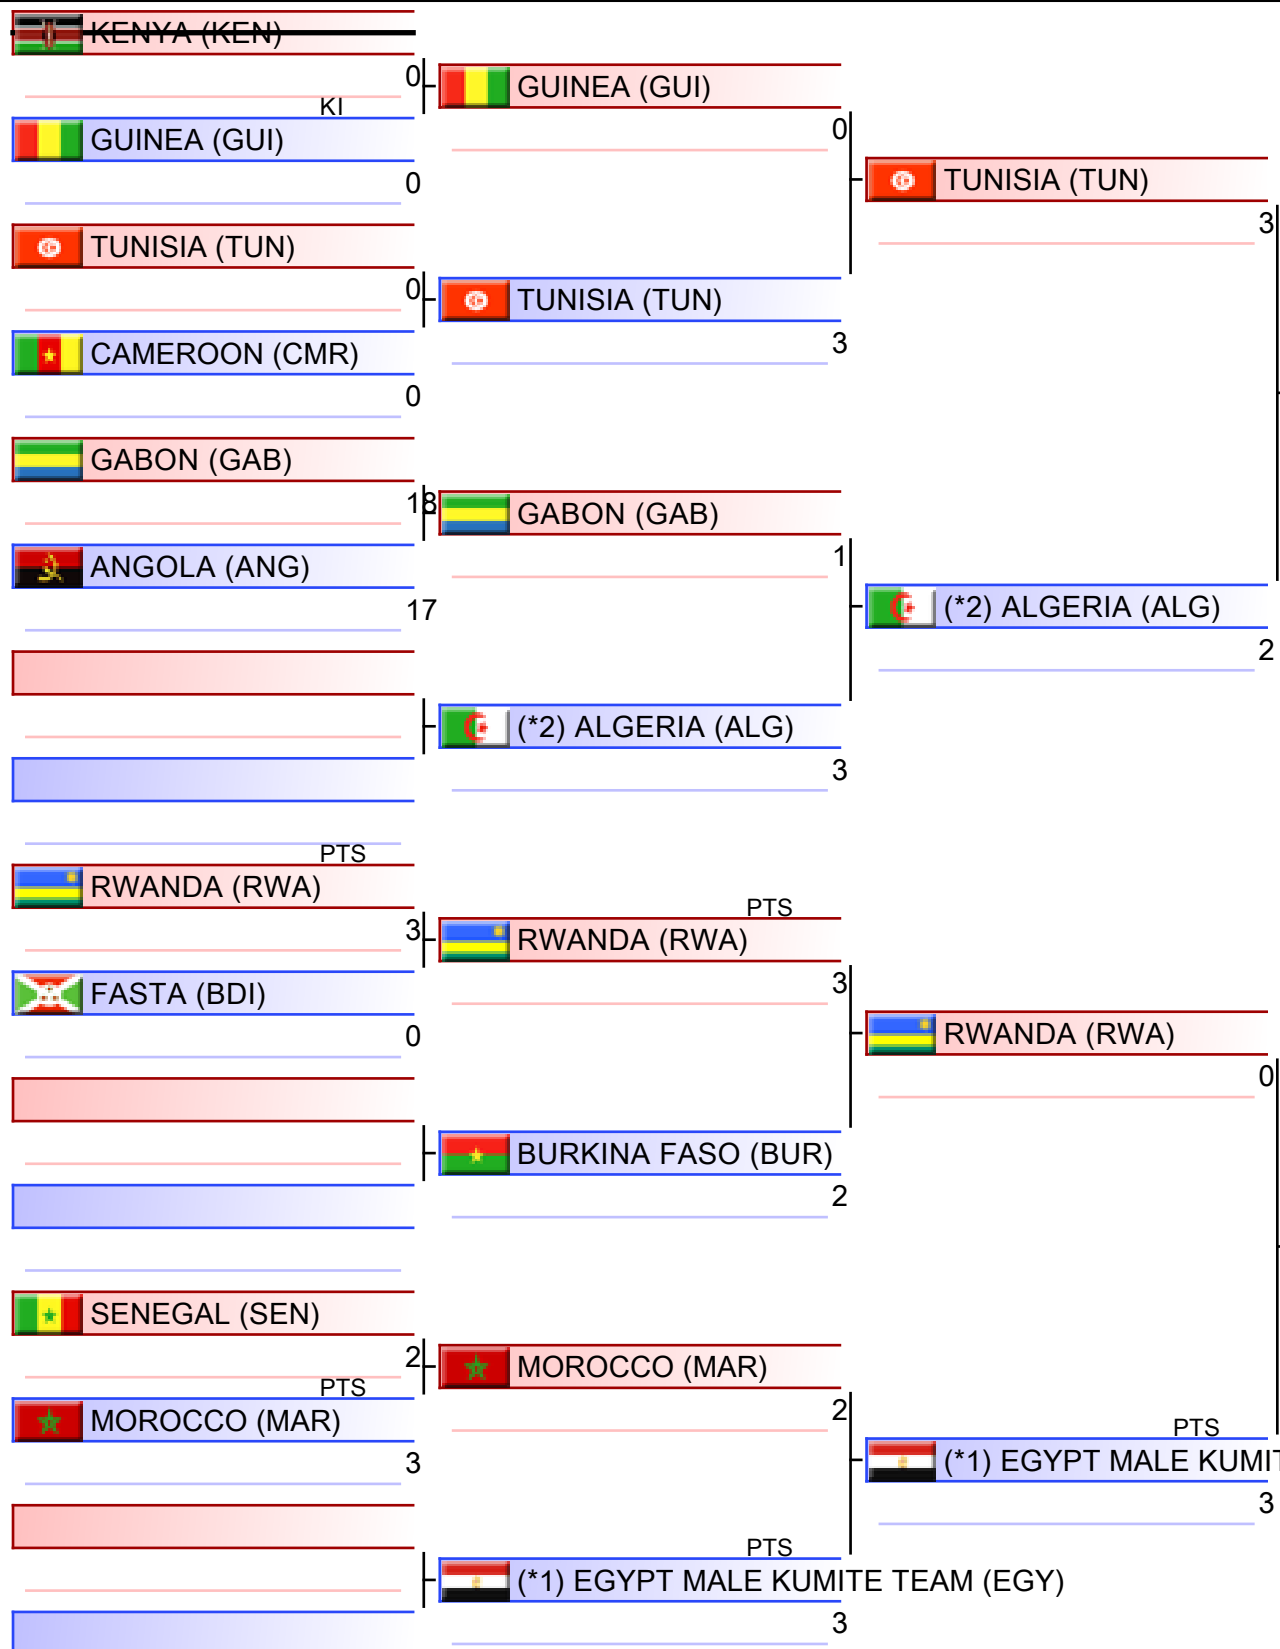 KENYA (KEN)
0
KI
GUINEA (GUI)
0
TUNISIA (TUN)
0
CAMEROON (CMR)
0
GABON (GAB)
18
ANGOLA (ANG)
17
PTS
RWANDA (RWA)
3
FASTA (BDI)
0
SENEGAL (SEN)
2
PTS
MOROCCO (MAR)
3
GUINEA (GUI)
0
TUNISIA (TUN)
3
GABON (GAB)
1
(*2) ALGERIA (ALG)
3
PTS
RWANDA (RWA)
3
BURKINA FASO (BUR)
2
MOROCCO (MAR)
2
PTS
(*1) EGYPT MALE KUMITE TEAM (EGY)
3
TUNISIA (TUN)
3
(*2) ALGERIA (ALG)
2
RWANDA (RWA)
0
PTS
(*1) EGYPT MALE KUMIT
3